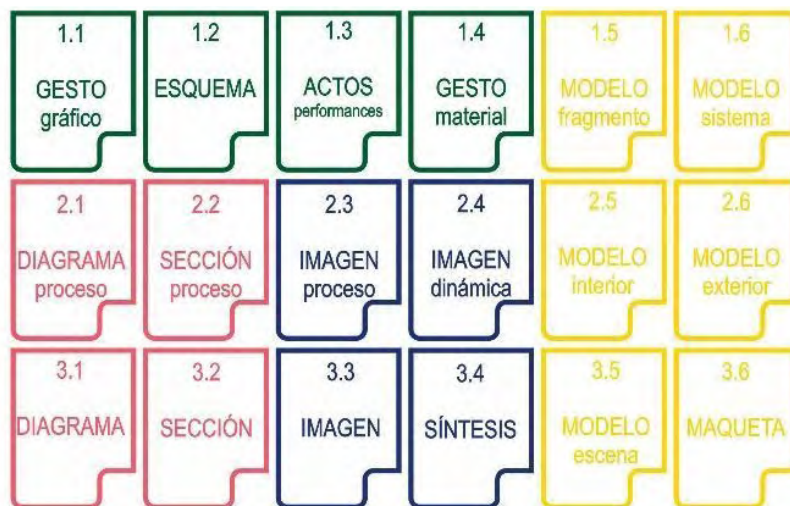 1.1
GESTO
gráfico
1.2
ESQUEMA
1.3
ACTOS
performances
1.4
GESTO
material
1.5
MODELO
fragmento
1.6
MODELO
sistema
2.1
DIAGRAMA
proceso
2.2
SECCIÓN
proceso
2.3
IMAGEN
proceso
2.4
IMAGEN
dinámica
2.5
MODELO
interior
2.6
MODELO
exterior
3.1
DIAGRAMA
3.2
SECCIÓN
3.3
IMAGEN
3.4
SÍNTESIS
3.5
MODELO
escena
3.6
MAQUETA